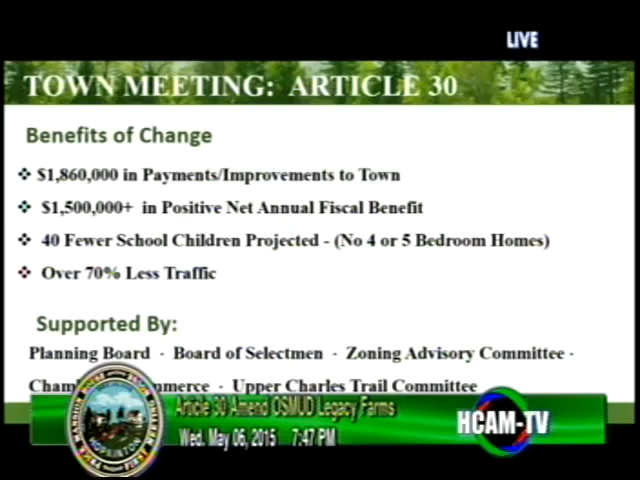 LIVE
TOWN MEETING: ARTICLE 30
Benefits of Change
❖ $1,860,000 in Payments/Improvements to Town
❖ $1,500,000+ in Positive Net Annual Fiscal Benefit
❖ 40 Fewer School Children Projected - (No 4 or 5 Bedroom Homes)
❖ Over 70% Less Traffic
Supported By:
Planning Board - Board of Selectmen - Zoning Advisory Committee -
Cham mmerce - Upper Charles Trail Committee
Article 30 Amend OSMUD Legacy Farms
Wed. May 06, 2015 7:47 PM
HOPKINTON
HCAM-TV